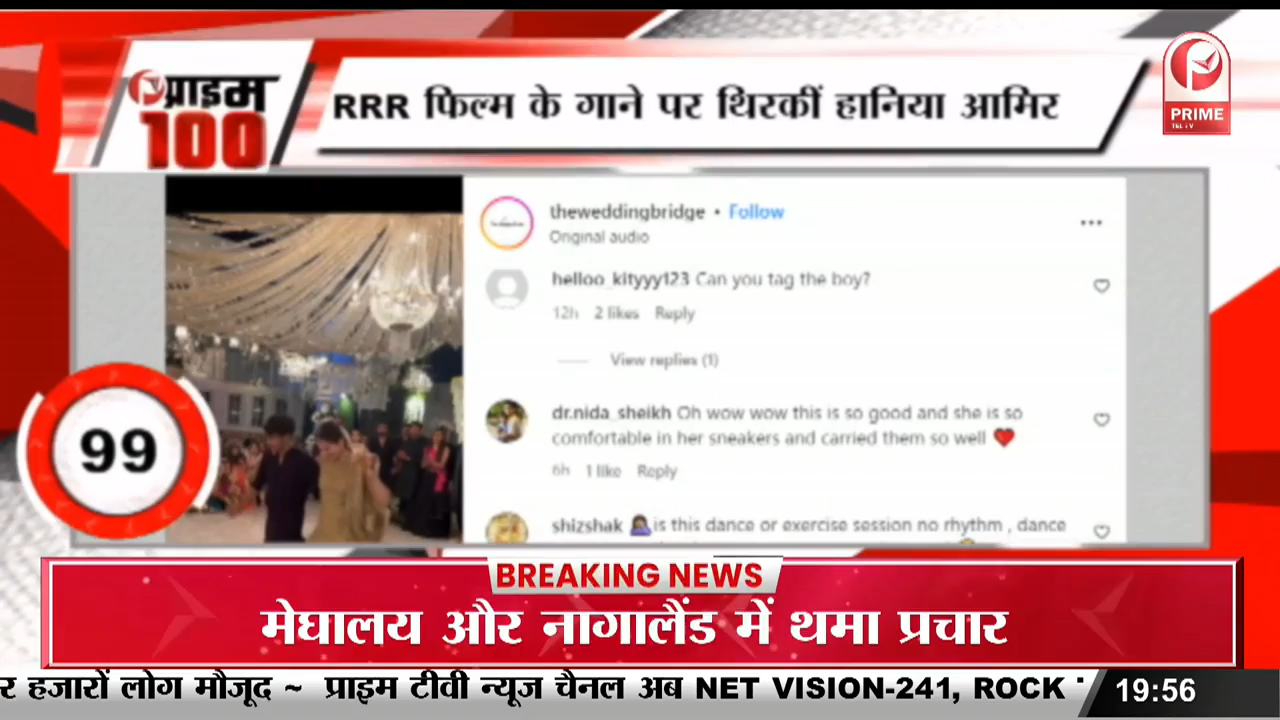 प्राइम
100
RRR फिल्म के गाने पर थिरकीं हानिया आमिर
PRIME
theweddingbridge • Follow
Original audio
helloo_kityyy123 Can you tag the boy?
12h 2 likes Reply
View replies (1)
dr.nida_sheikh Oh wow wow this is so good and she is so
comfortable in her sneakers and carried them so well ❤
6h 1 like Reply
shizshak 🤦🏽‍♀️is this dance or exercise session no rhythm , dance
99
BREAKING NEWS
मेघालय और नागालैंड में थमा प्रचार
र हजारों लोग मौजूद ~ प्राइम टीवी न्यूज चैनल अब NET VISION-241, ROCK
19:56